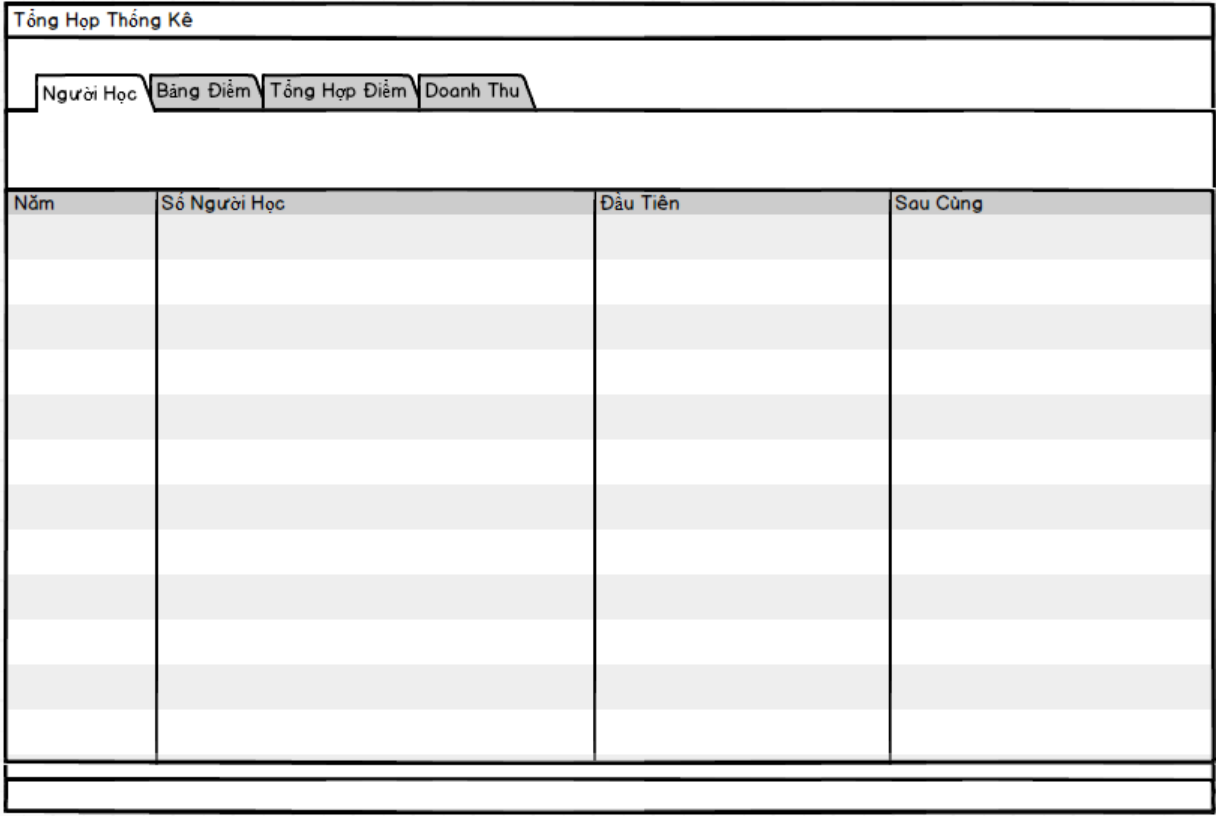 Tổng Hợp Thống Kê
Người Học Bảng Điểm Tổng Hợp Điểm Doanh Thu
Năm Số Người Học Đầu Tiên Sau Cùng